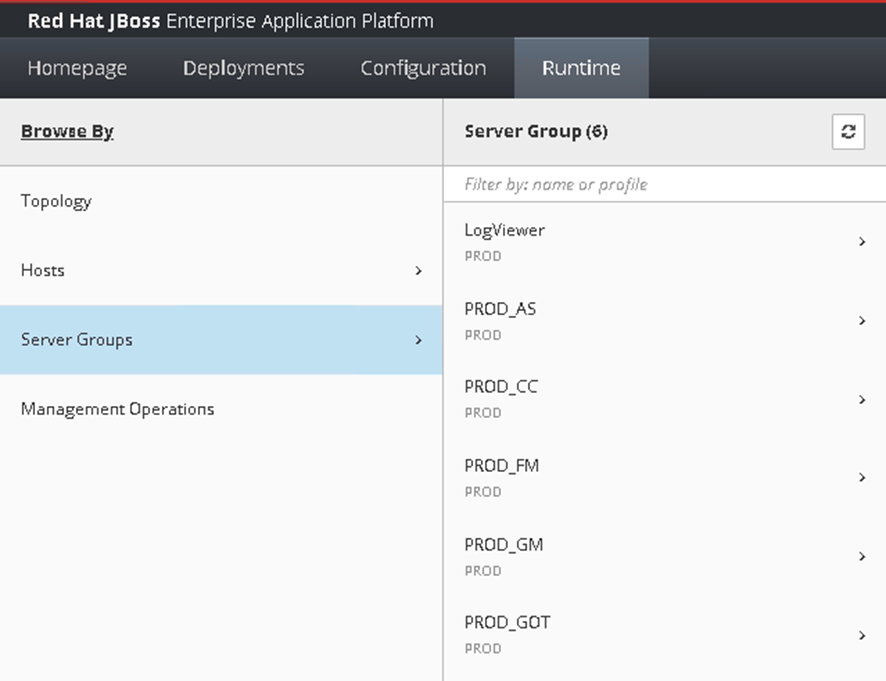 Red Hat JBoss Enterprise Application Platform
Homepage Deployments Configuration Runtime
Browse By
Topology
Hosts
Server Groups
Management Operations
Server Group (6)
Filter by: name or profile
LogViewer
PROD
PROD_AS
PROD
PROD_CC
PROD
PROD_FM
PROD
PROD_GM
PROD
PROD_GOT
PROD